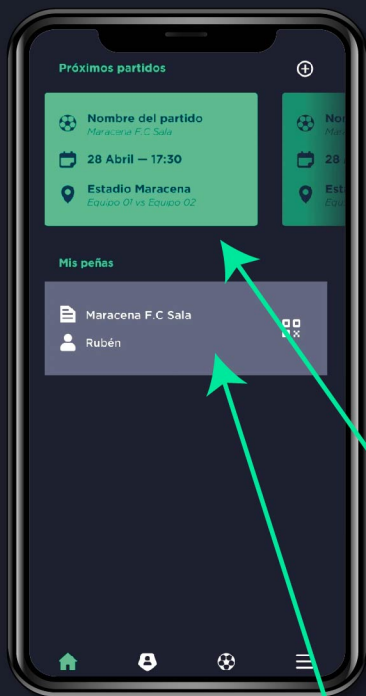 Próximos partidos
Nombre del partido
Maracena F.C Sala
28 Abril — 17:30
Estadio Maracena
Equipo 01 vs Equipo 02
28
Mis peñas
Maracena F.C Sala
Rubén